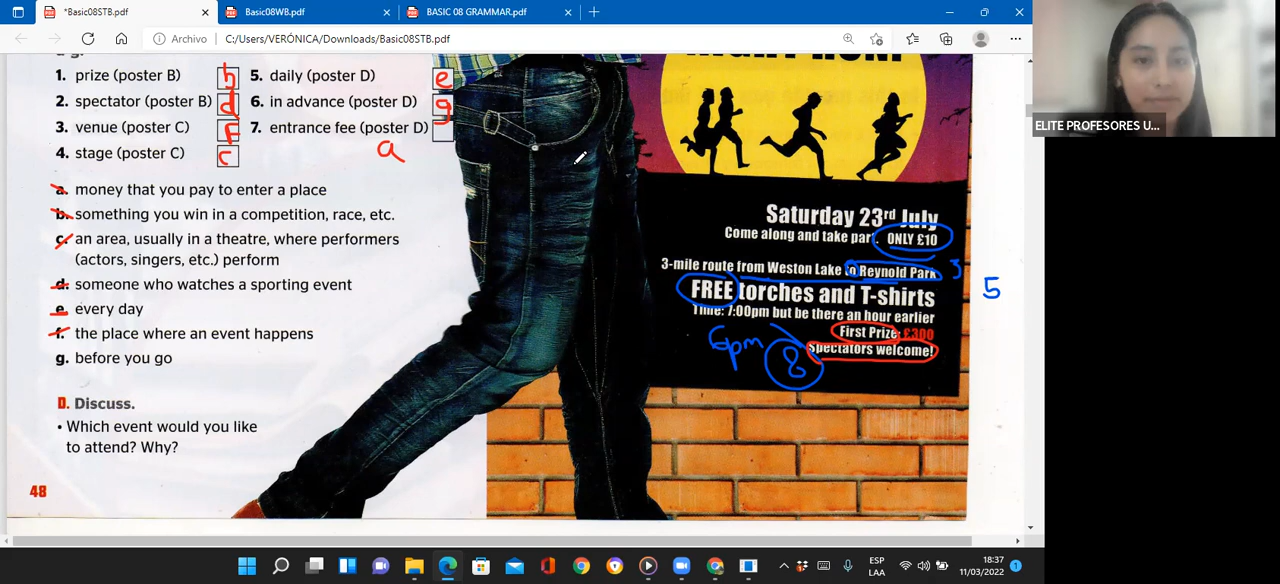 *Basic08STB.pdf
Basic08WB.pdf
BASIC 08 GRAMMAR.pdf
Archivo
C:/Users/VERÓNICA/Downloads/Basic08STB.pdf
1. prize (poster B) b
2. spectator (poster B) d
3. venue (poster C) F
4. stage (poster C) c
5. daily (poster D) e
6. in advance (poster D) g
7. entrance fee (poster D)
a
a. money that you pay to enter a place
b. something you win in a competition, race, etc.
c. an area, usually in a theatre, where performers
(actors, singers, etc.) perform
d. someone who watches a sporting event
e. every day
f. the place where an event happens
g. before you go
D. Discuss.
• Which event would you like
to attend? Why?
48
Saturday 23rd July
Come along and take part. ONLY £10
3-mile route from Weston Lake to Reynold Park 3
FREE torches and T-shirts
5
Time: 7:00pm but be there an hour earlier
First Prize: £300
Spectators welcome!
6pm
8
ELITE PROFESORES U...
ESP
LAA
18:37
11/03/2022
1